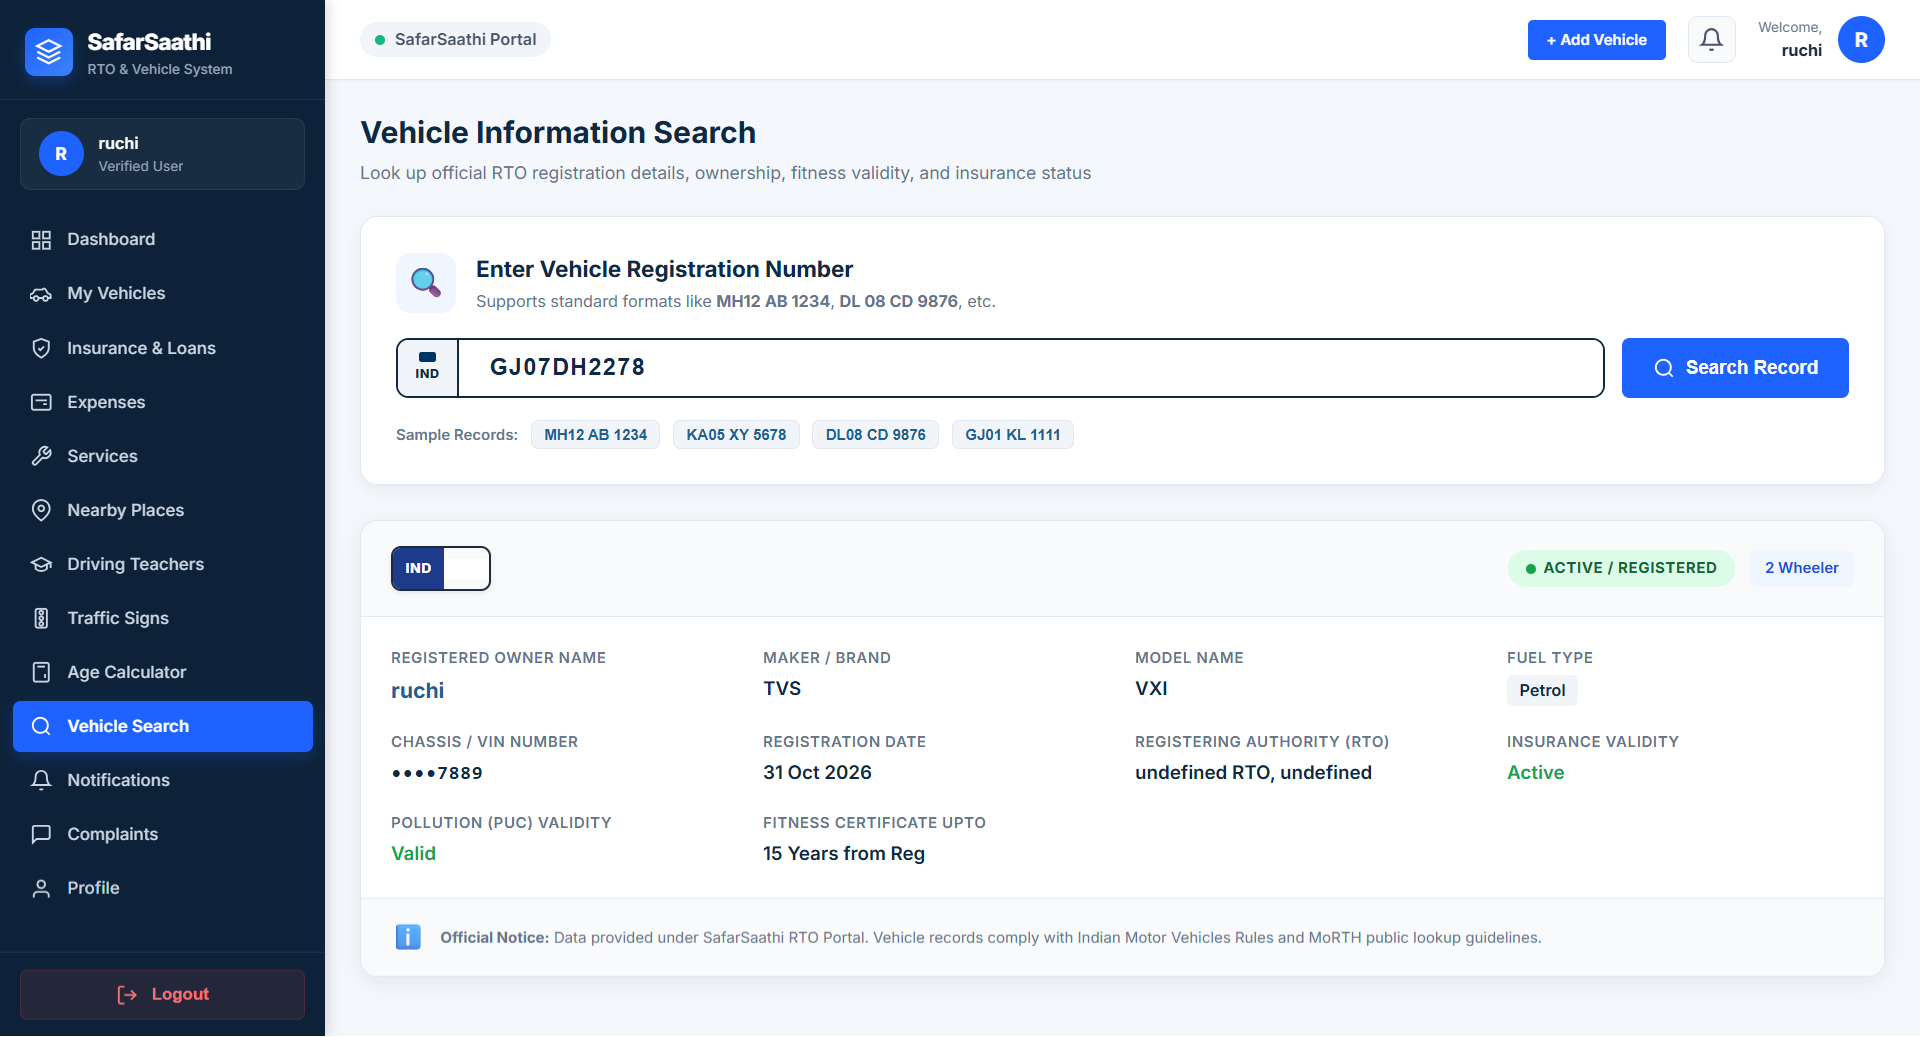 SafarSaathi
RTO & Vehicle System
R
ruchi
Verified User
Dashboard
My Vehicles
Insurance & Loans
Expenses
Services
Nearby Places
Driving Teachers
Traffic Signs
Age Calculator
Vehicle Search
Notifications
Complaints
Profile
Logout
SafarSaathi Portal
+ Add Vehicle
Welcome,
ruchi
R
Vehicle Information Search
Look up official RTO registration details, ownership, fitness validity, and insurance status
Enter Vehicle Registration Number
Supports standard formats like MH12 AB 1234, DL 08 CD 9876, etc.
IND
GJ07DH2278
Search Record
Sample Records: MH12 AB 1234 KA05 XY 5678 DL08 CD 9876 GJ01 KL 1111
IND
ACTIVE / REGISTERED
2 Wheeler
REGISTERED OWNER NAME
ruchi
MAKER / BRAND
TVS
MODEL NAME
VXI
FUEL TYPE
Petrol
CHASSIS / VIN NUMBER
••••7889
REGISTRATION DATE
31 Oct 2026
REGISTERING AUTHORITY (RTO)
undefined RTO, undefined
INSURANCE VALIDITY
Active
POLLUTION (PUC) VALIDITY
Valid
FITNESS CERTIFICATE UPTO
15 Years from Reg
Official Notice: Data provided under SafarSaathi RTO Portal. Vehicle records comply with Indian Motor Vehicles Rules and MoRTH public lookup guidelines.